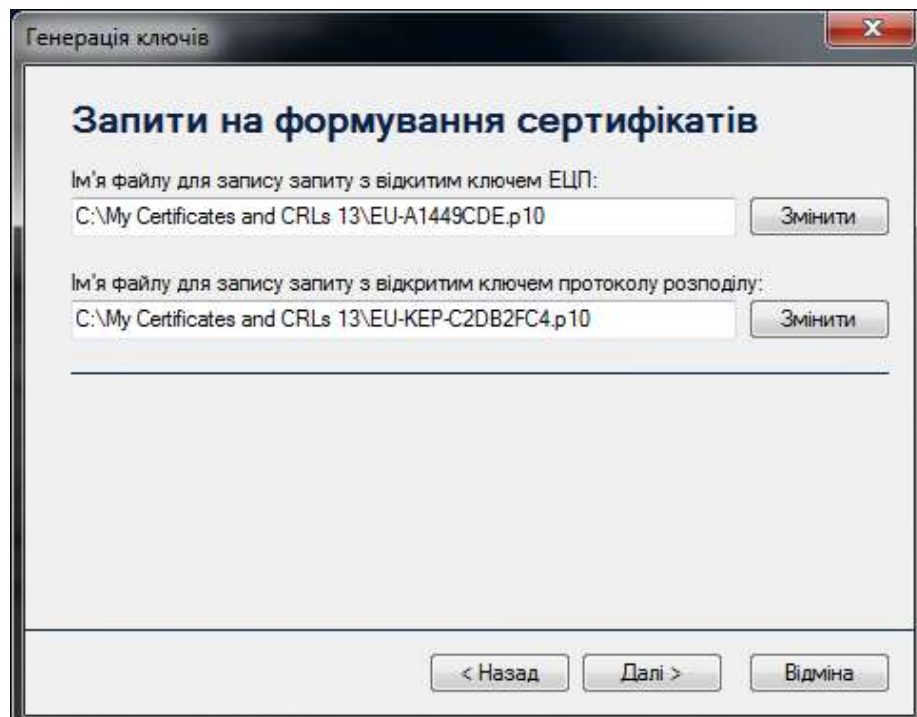 Генерація ключів
Запити на формування сертифікатів
Ім'я файлу для запису запиту з відкитим ключем ЕЦП:
C:\My Certificates and CRLs 13\EU-A1449CDE.p10
Змінити
Ім'я файлу для запису запиту з відкритим ключем протоколу розподілу:
C:\My Certificates and CRLs 13\EU-KEP-C2DB2FC4.p10
Змінити
< Назад
Далі >
Відміна